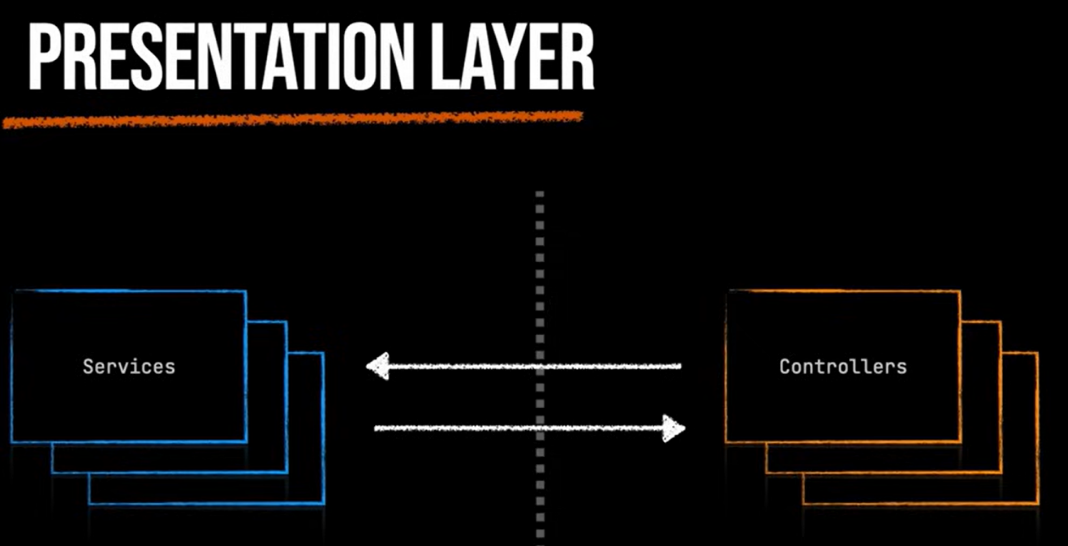 PRESENTATION LAYER
Services
Controllers